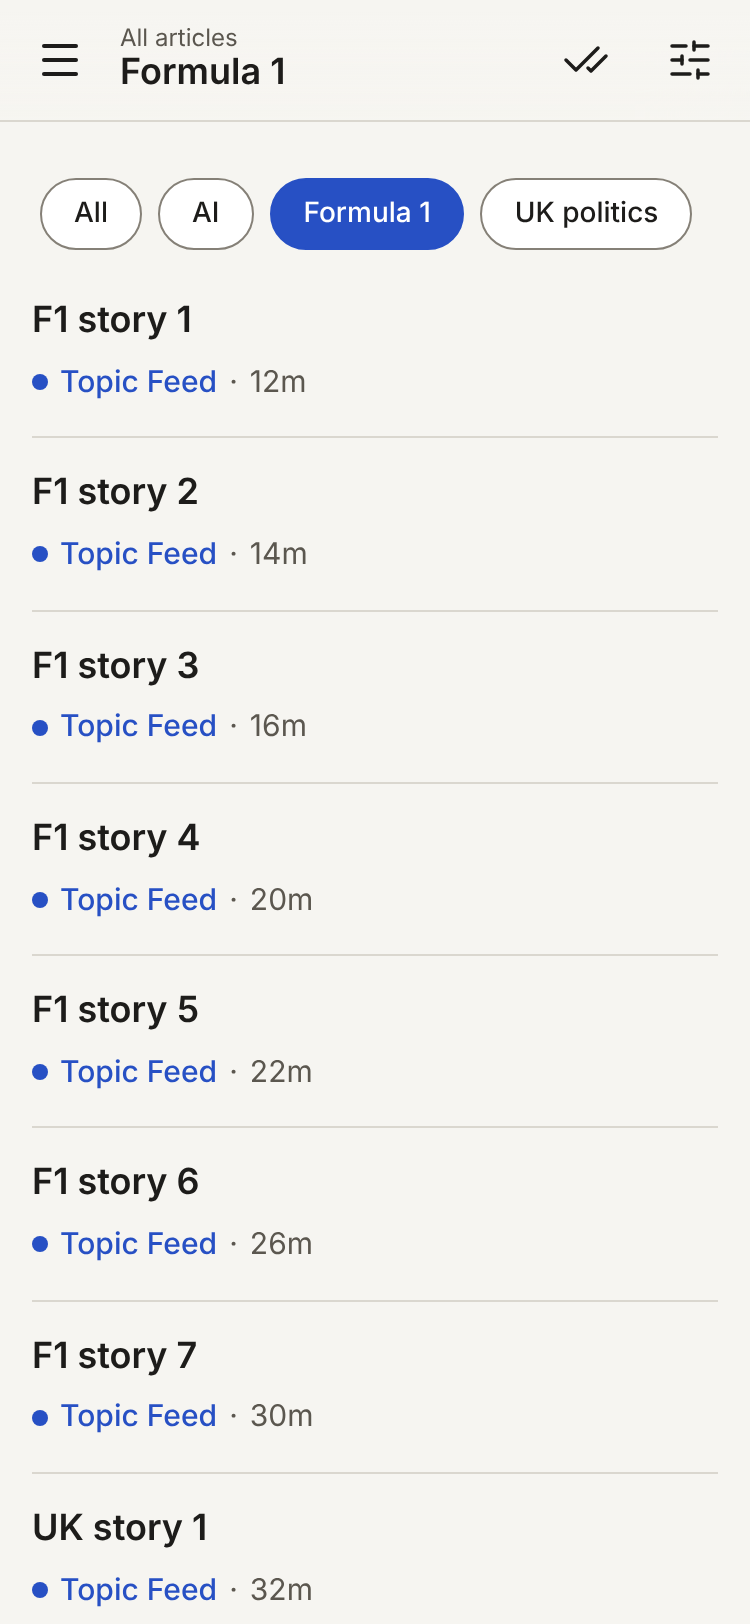 All articles
Formula 1
All
AI
Formula 1
UK politics
F1 story 1
Topic Feed · 12m
F1 story 2
Topic Feed · 14m
F1 story 3
Topic Feed · 16m
F1 story 4
Topic Feed · 20m
F1 story 5
Topic Feed · 22m
F1 story 6
Topic Feed · 26m
F1 story 7
Topic Feed · 30m
UK story 1
Topic Feed · 32m